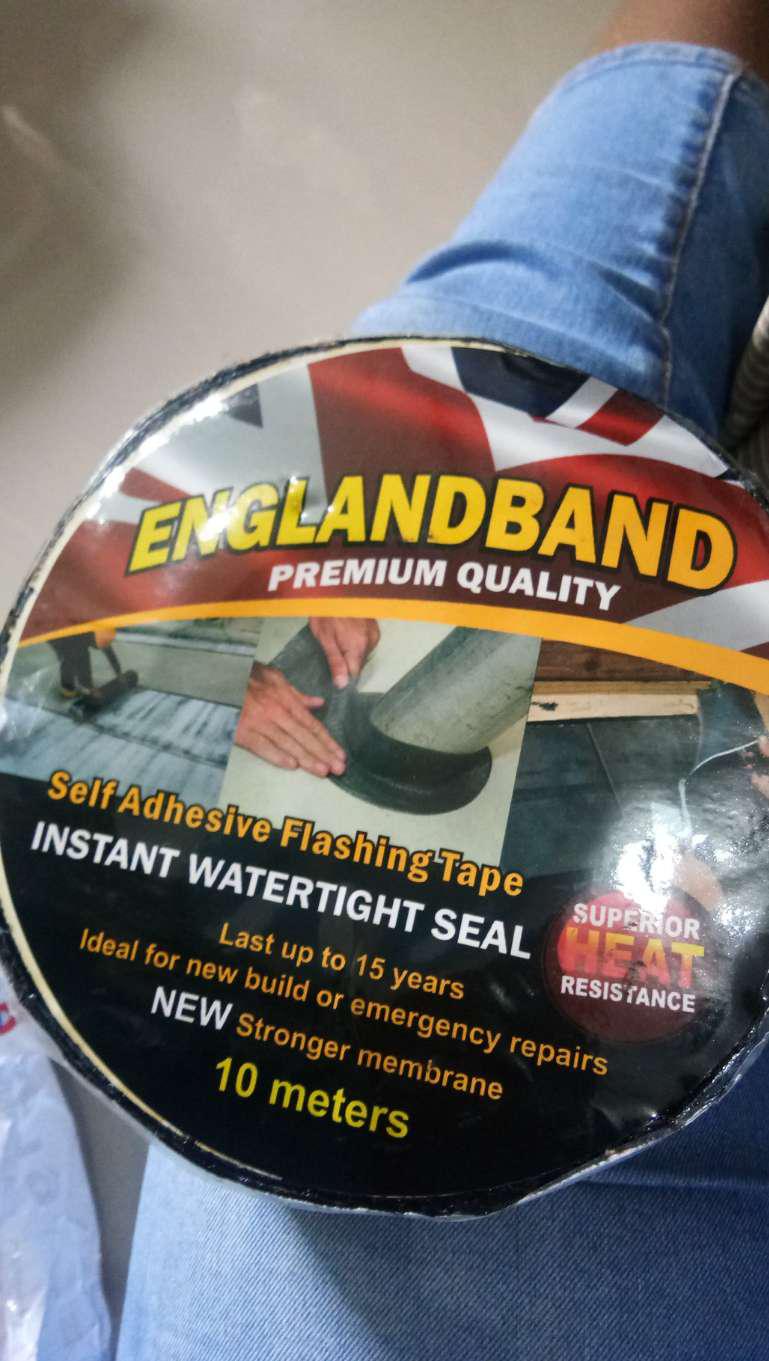 ENGLANDBAND
PREMIUM QUALITY
Self Adhesive Flashing Tape
INSTANT WATERTIGHT SEAL
Last up to 15 years
Ideal for new build or emergency repairs
NEW Stronger membrane
10 meters
SUPERIOR
HEAT
RESISTANCE